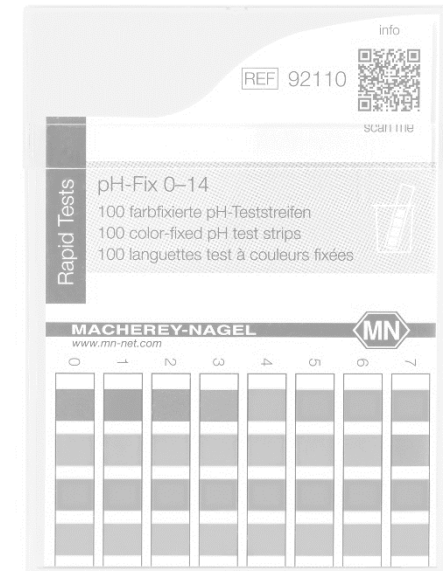 info
REF 92110
scan me
Rapid Tests
pH-Fix 0–14
100 farbfixierte pH-Teststreifen
100 color-fixed pH test strips
100 languettes test à couleurs fixées
MACHEREY-NAGEL
MN
www.mn-net.com
0 1 2 3 4 5 6 7